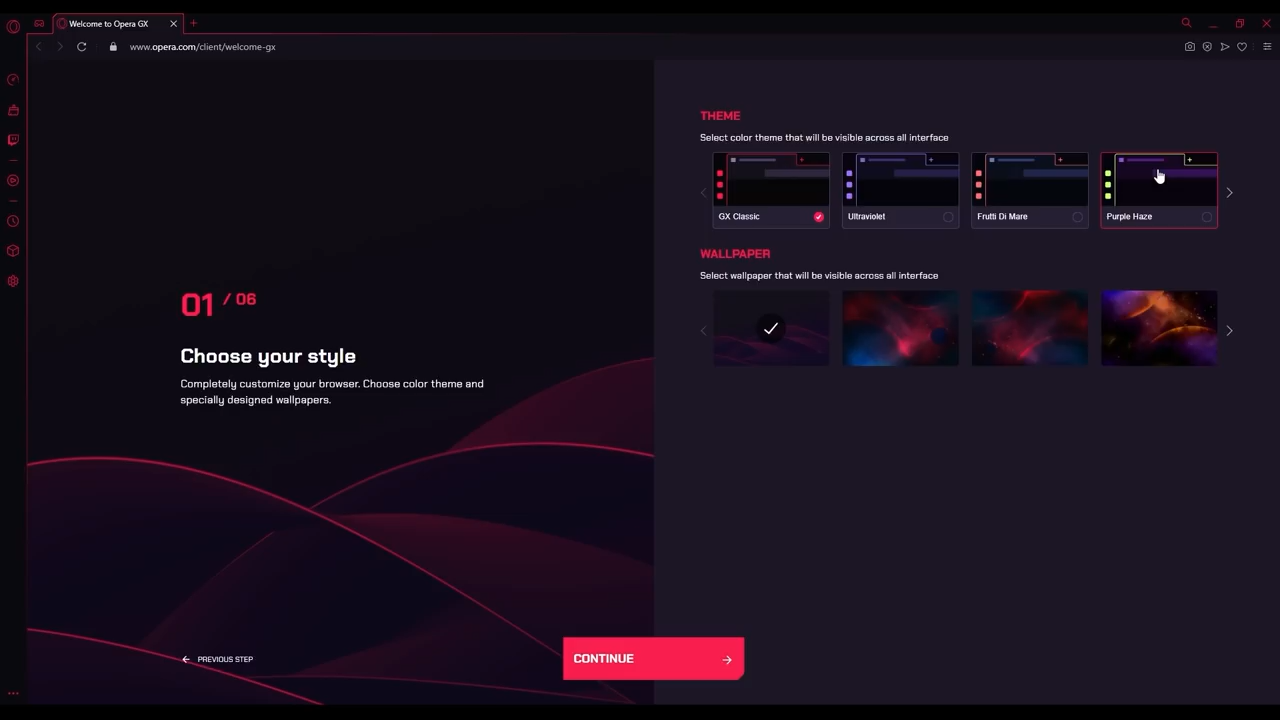 Welcome to Opera GX
www.opera.com/client/welcome-gx
01 / 06
Choose your style
Completely customize your browser. Choose color theme and
specially designed wallpapers.
PREVIOUS STEP
CONTINUE
THEME
Select color theme that will be visible across all interface
GX Classic
Ultraviolet
Frutti Di Mare
Purple Haze
WALLPAPER
Select wallpaper that will be visible across all interface